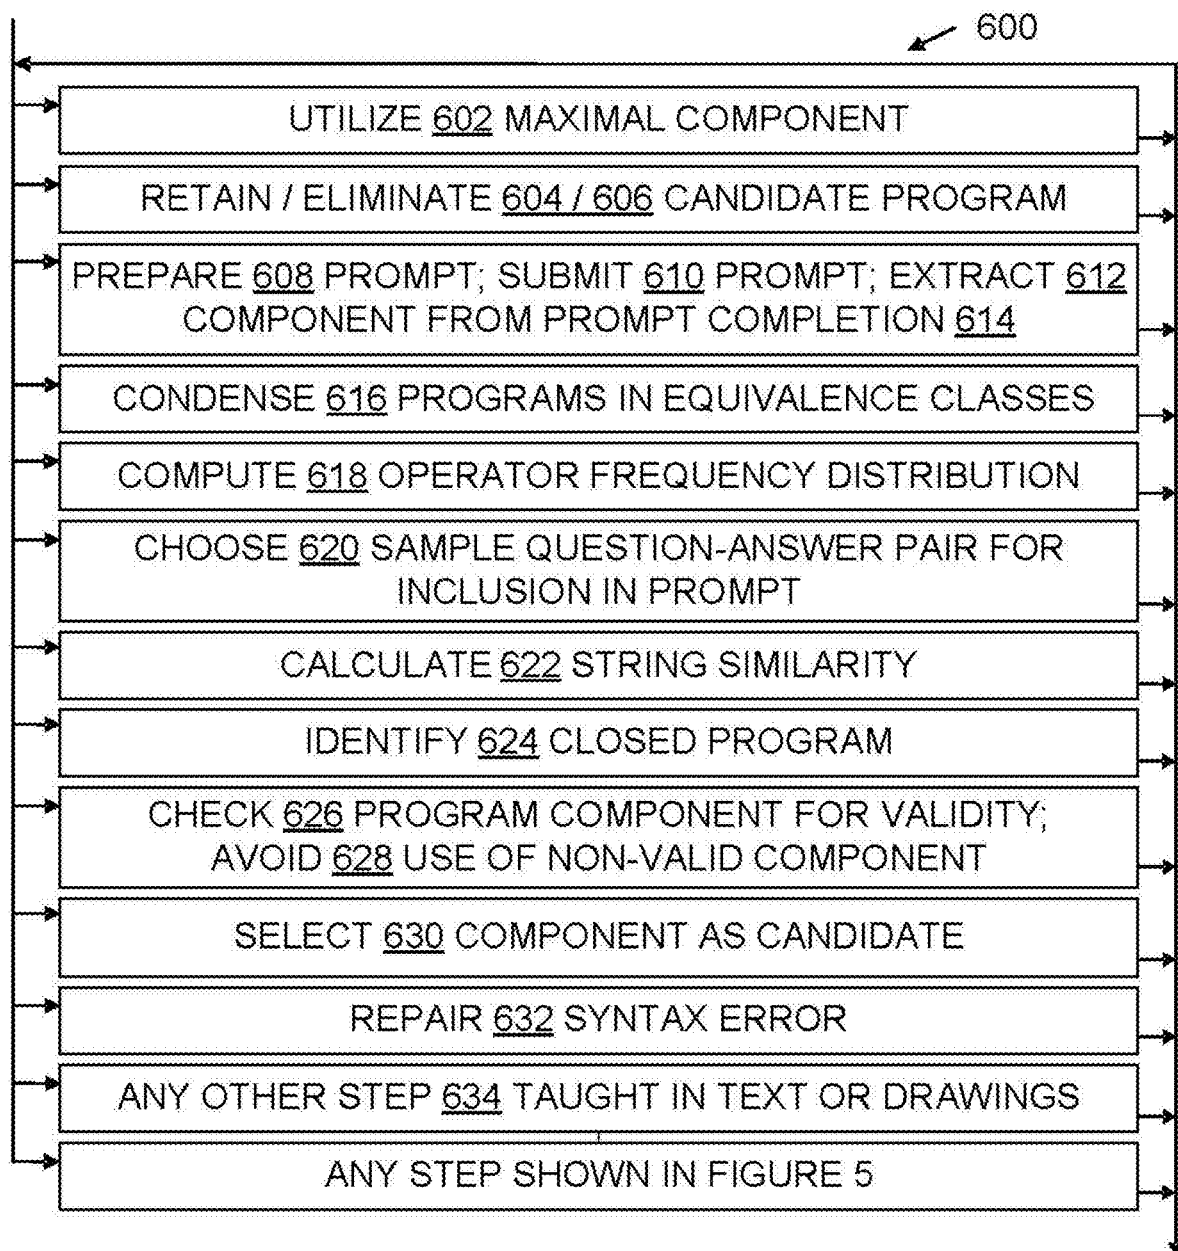 600
UTILIZE 602 MAXIMAL COMPONENT
RETAIN / ELIMINATE 604 / 606 CANDIDATE PROGRAM
PREPARE 608 PROMPT; SUBMIT 610 PROMPT; EXTRACT 612
COMPONENT FROM PROMPT COMPLETION 614
CONDENSE 616 PROGRAMS IN EQUIVALENCE CLASSES
COMPUTE 618 OPERATOR FREQUENCY DISTRIBUTION
CHOOSE 620 SAMPLE QUESTION-ANSWER PAIR FOR
INCLUSION IN PROMPT
CALCULATE 622 STRING SIMILARITY
IDENTIFY 624 CLOSED PROGRAM
CHECK 626 PROGRAM COMPONENT FOR VALIDITY;
AVOID 628 USE OF NON-VALID COMPONENT
SELECT 630 COMPONENT AS CANDIDATE
REPAIR 632 SYNTAX ERROR
ANY OTHER STEP 634 TAUGHT IN TEXT OR DRAWINGS
ANY STEP SHOWN IN FIGURE 5